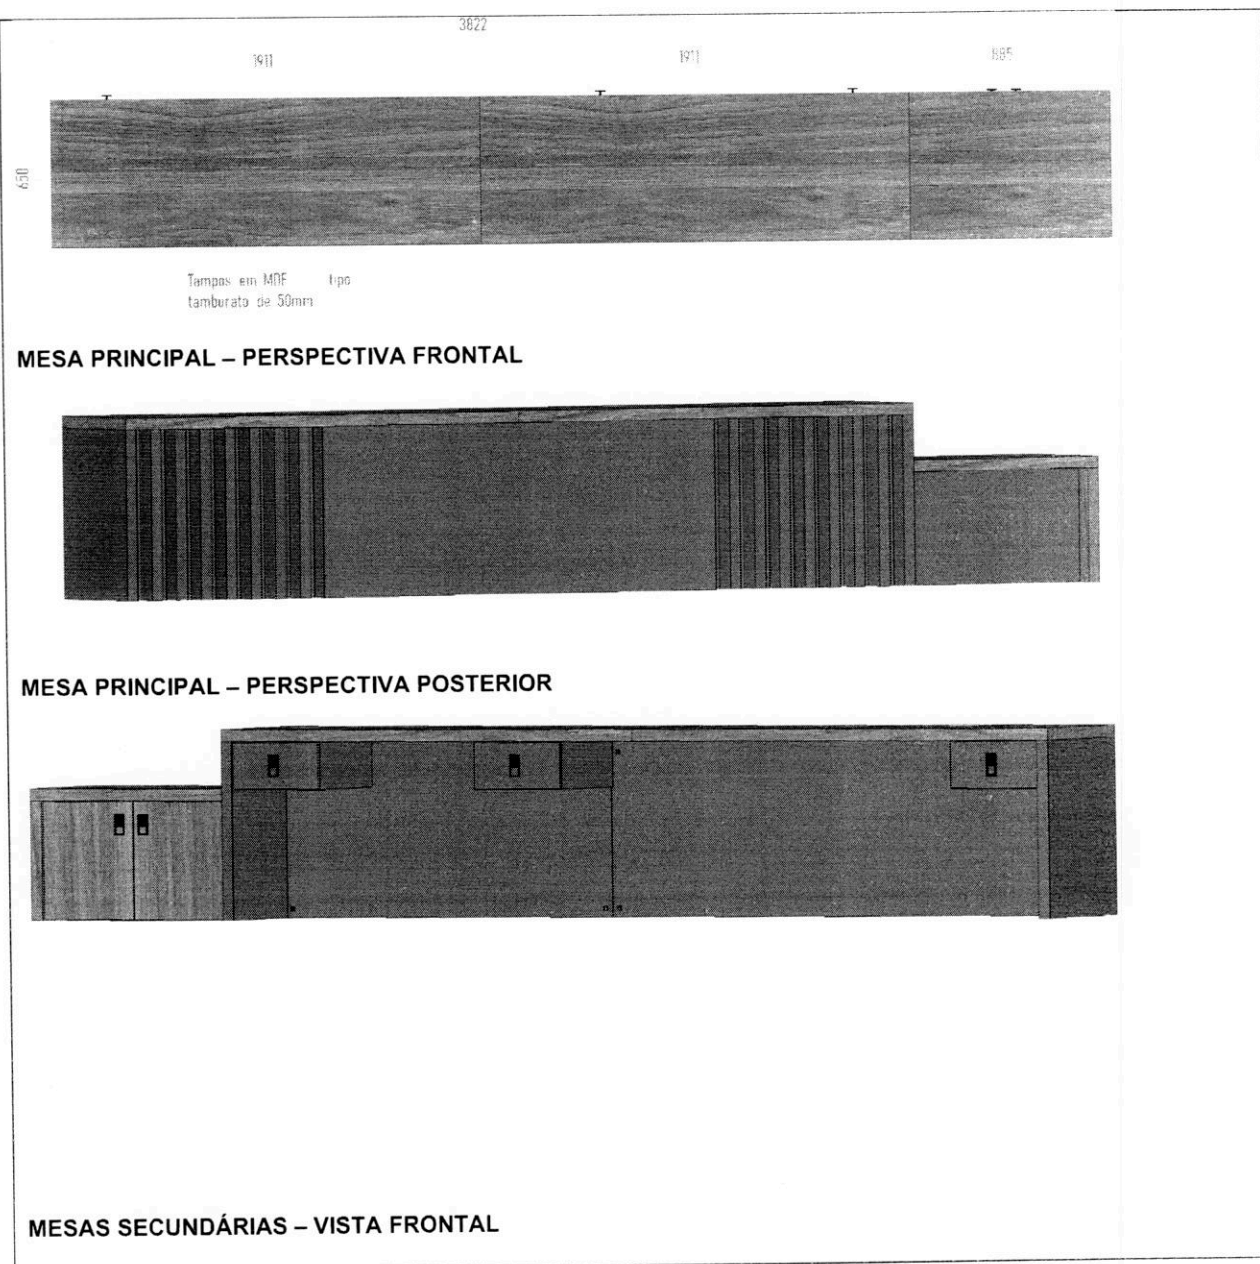 3822
1911
1911
885
650
Tampos em MDF tipo
tamburato de 50mm
MESA PRINCIPAL – PERSPECTIVA FRONTAL
MESA PRINCIPAL – PERSPECTIVA POSTERIOR
MESAS SECUNDÁRIAS – VISTA FRONTAL